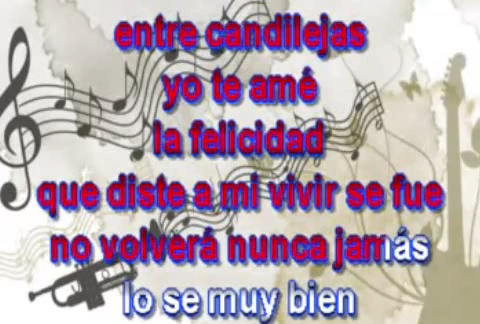 entre candilejas
yo te amé
la felicidad
que diste a mi vivir se fue
no volverá nunca jamás
lo se muy bien